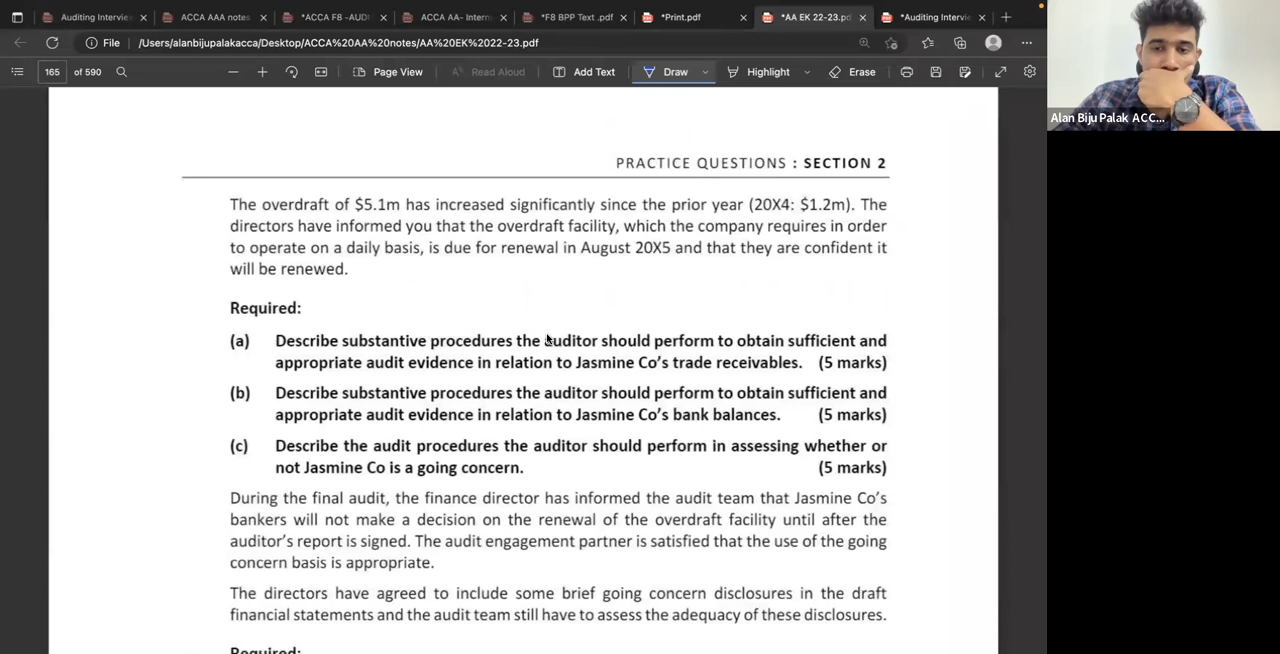 Auditing Intervie
ACCA AAA notes
*ACCA F8 -AUDI
ACCA AA- Intern
*F8 BPP Text .pdf
*Print.pdf
*AA EK 22-23.pd
*Auditing Intervie
File /Users/alanbijupalakacca/Desktop/ACCA%20AA%20notes/AA%20EK%2022-23.pdf
165 of 590 Page View Read Aloud Add Text Draw Highlight Erase
Alan Biju Palak ACC...
PRACTICE QUESTIONS : SECTION 2
The overdraft of $5.1m has increased significantly since the prior year (20X4: $1.2m). The
directors have informed you that the overdraft facility, which the company requires in order
to operate on a daily basis, is due for renewal in August 20X5 and that they are confident it
will be renewed.
Required:
(a) Describe substantive procedures the auditor should perform to obtain sufficient and
appropriate audit evidence in relation to Jasmine Co's trade receivables. (5 marks)
(b) Describe substantive procedures the auditor should perform to obtain sufficient and
appropriate audit evidence in relation to Jasmine Co's bank balances. (5 marks)
(c) Describe the audit procedures the auditor should perform in assessing whether or
not Jasmine Co is a going concern. (5 marks)
During the final audit, the finance director has informed the audit team that Jasmine Co's
bankers will not make a decision on the renewal of the overdraft facility until after the
auditor's report is signed. The audit engagement partner is satisfied that the use of the going
concern basis is appropriate.
The directors have agreed to include some brief going concern disclosures in the draft
financial statements and the audit team still have to assess the adequacy of these disclosures.
Required: